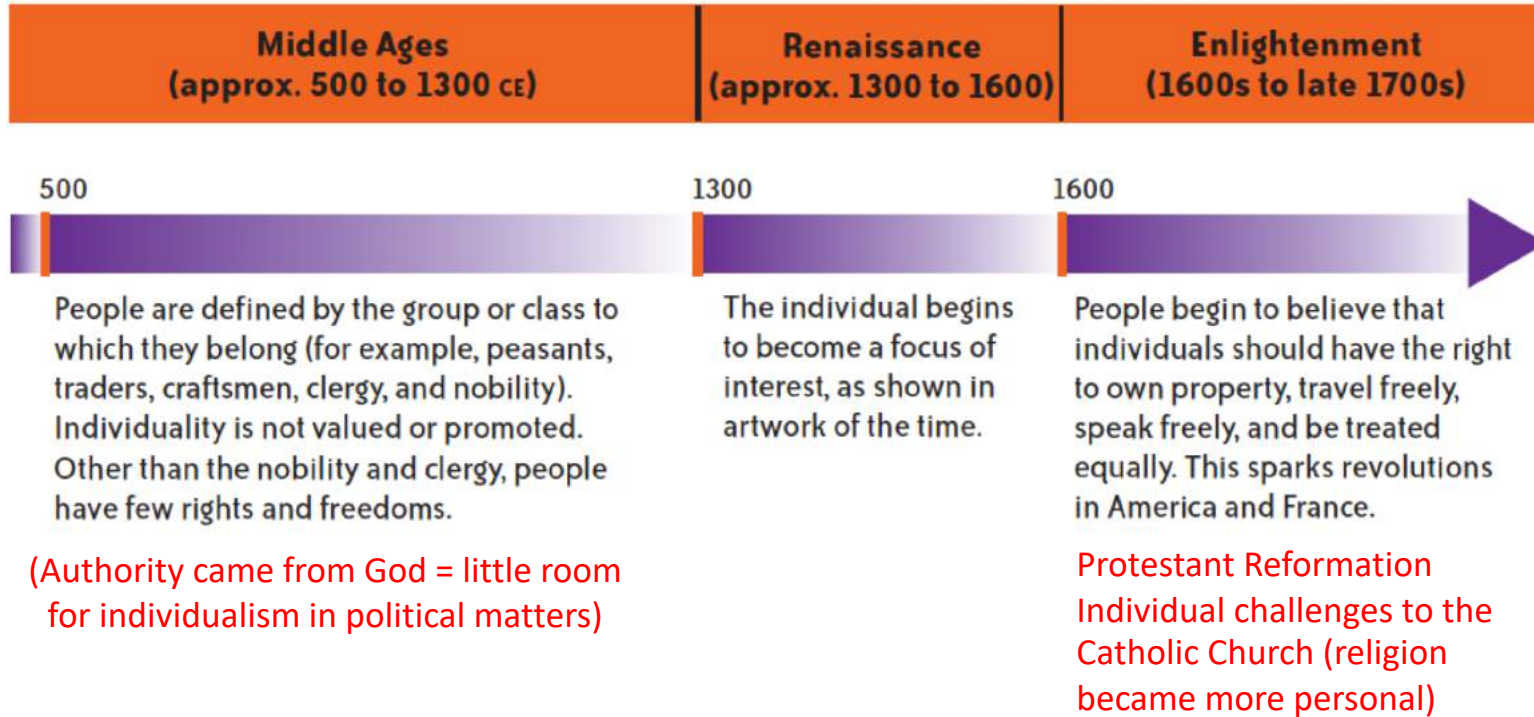 Middle Ages
(approx. 500 to 1300 CE)
Renaissance
(approx. 1300 to 1600)
Enlightenment
(1600s to late 1700s)
500
1300
1600
People are defined by the group or class to
which they belong (for example, peasants,
traders, craftsmen, clergy, and nobility).
Individuality is not valued or promoted.
Other than the nobility and clergy, people
have few rights and freedoms.
(Authority came from God = little room
for individualism in political matters)
The individual begins
to become a focus of
interest, as shown in
artwork of the time.
People begin to believe that
individuals should have the right
to own property, travel freely,
speak freely, and be treated
equally. This sparks revolutions
in America and France.
Protestant Reformation
Individual challenges to the
Catholic Church (religion
became more personal)